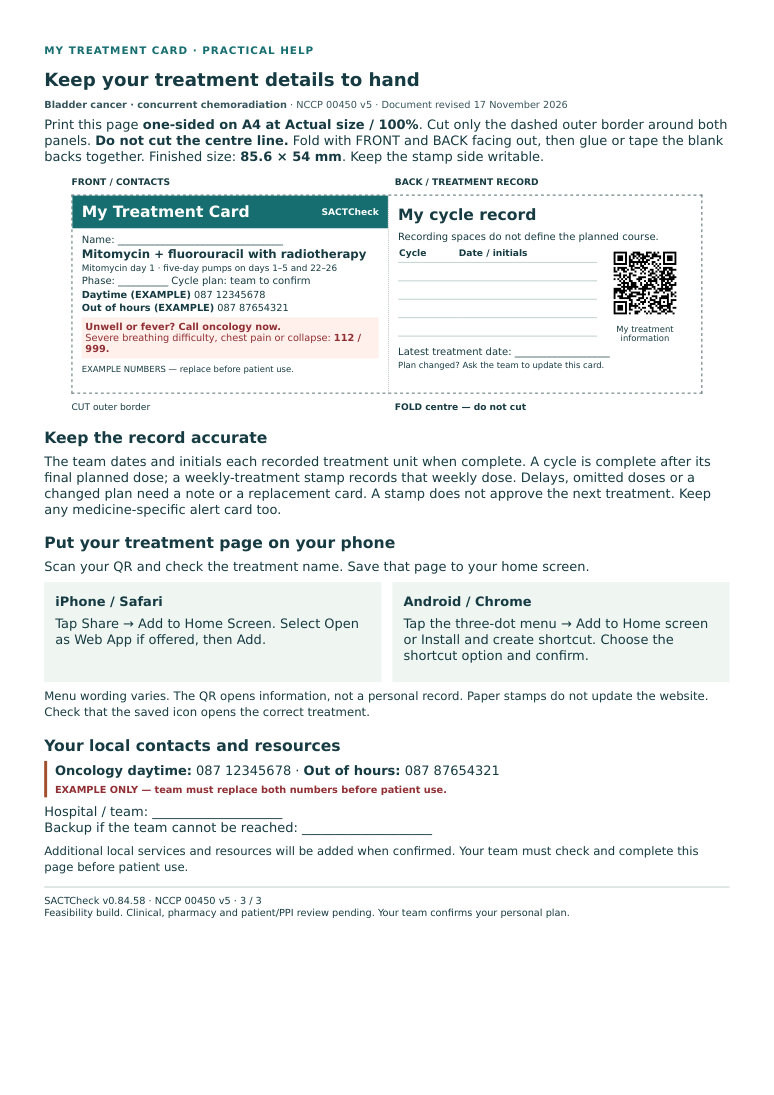 MY TREATMENT CARD · PRACTICAL HELP
Keep your treatment details to hand
Bladder cancer · concurrent chemoradiation · NCCP 00450 v5 · Document revised 17 November 2026
Print this page one-sided on A4 at Actual size / 100%. Cut only the dashed outer border around both
panels. Do not cut the centre line. Fold with FRONT and BACK facing out, then glue or tape the blank
backs together. Finished size: 85.6 × 54 mm. Keep the stamp side writable.
FRONT / CONTACTS
My Treatment Card
SACTCheck
Name: ______________________________
Mitomycin + fluorouracil with radiotherapy
Mitomycin day 1 · five-day pumps on days 1–5 and 22–26
Phase: _________ Cycle plan: team to confirm
Daytime (EXAMPLE) 087 12345678
Out of hours (EXAMPLE) 087 87654321
Unwell or fever? Call oncology now.
Severe breathing difficulty, chest pain or collapse: 112 /
999.
EXAMPLE NUMBERS — replace before patient use.
CUT outer border
BACK / TREATMENT RECORD
My cycle record
Recording spaces do not define the planned course.
Cycle Date / initials
My treatment
information
Latest treatment date: ___________________
Plan changed? Ask the team to update this card.
FOLD centre — do not cut
Keep the record accurate
The team dates and initials each recorded treatment unit when complete. A cycle is complete after its
final planned dose; a weekly-treatment stamp records that weekly dose. Delays, omitted doses or a
changed plan need a note or a replacement card. A stamp does not approve the next treatment. Keep
any medicine-specific alert card too.
Put your treatment page on your phone
Scan your QR and check the treatment name. Save that page to your home screen.
iPhone / Safari
Tap Share → Add to Home Screen. Select Open
as Web App if offered, then Add.
Android / Chrome
Tap the three-dot menu → Add to Home screen
or Install and create shortcut. Choose the
shortcut option and confirm.
Menu wording varies. The QR opens information, not a personal record. Paper stamps do not update the website.
Check that the saved icon opens the correct treatment.
Your local contacts and resources
Oncology daytime: 087 12345678 · Out of hours: 087 87654321
EXAMPLE ONLY — team must replace both numbers before patient use.
Hospital / team: ____________________
Backup if the team cannot be reached: ____________________
Additional local services and resources will be added when confirmed. Your team must check and complete this
page before patient use.
SACTCheck v0.84.58 · NCCP 00450 v5 · 3 / 3
Feasibility build. Clinical, pharmacy and patient/PPI review pending. Your team confirms your personal plan.